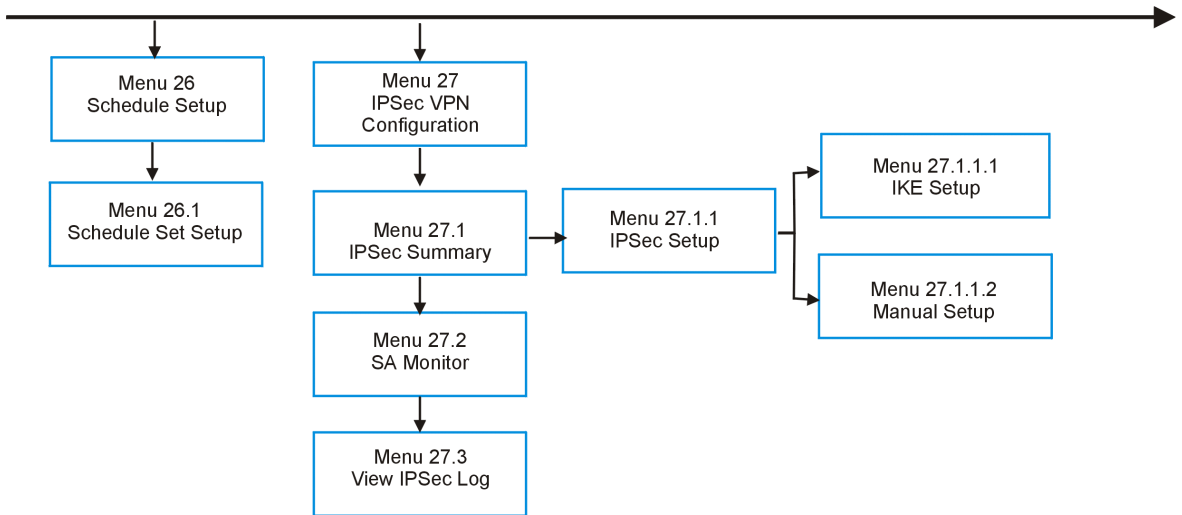 Menu 26
Schedule Setup
Menu 26.1
Schedule Set Setup
Menu 27
IPSec VPN
Configuration
Menu 27.1
IPSec Summary
Menu 27.1.1
IPSec Setup
Menu 27.1.1.1
IKE Setup
Menu 27.1.1.2
Manual Setup
Menu 27.2
SA Monitor
Menu 27.3
View IPSec Log